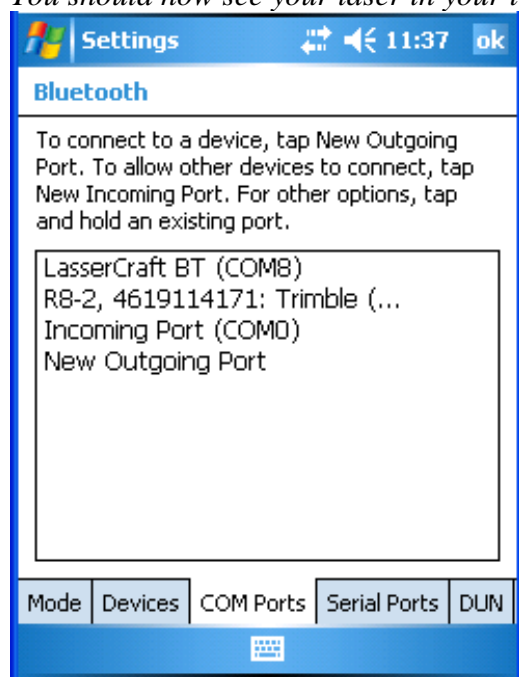 You should now see your laser in your
Settings 11:37 ok
Bluetooth
To connect to a device, tap New Outgoing
Port. To allow other devices to connect, tap
New Incoming Port. For other options, tap
and hold an existing port.
LasserCraft BT (COM8)
R8-2, 4619114171: Trimble (...
Incoming Port (COM0)
New Outgoing Port
Mode Devices COM Ports Serial Ports DUN